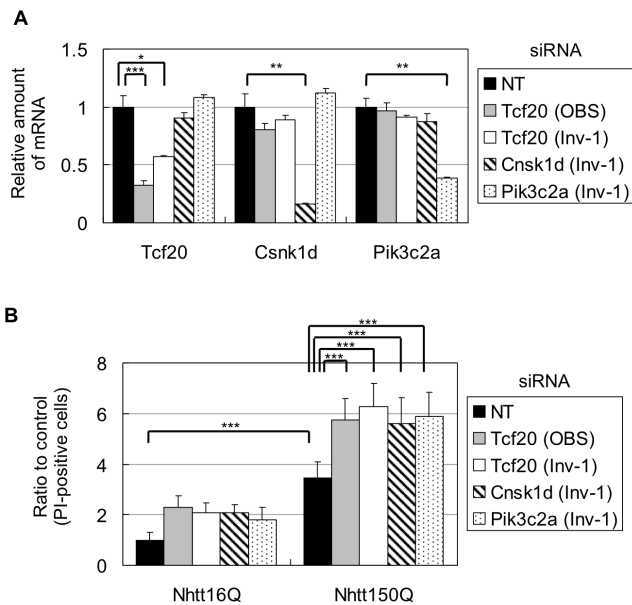 A
Relative amount
of mRNA
1.5
1
0.5
0
*
***
**
**
Tcf20
Csnk1d
Pik3c2a
siRNA
NT
Tcf20 (OBS)
Tcf20 (Inv-1)
Cnsk1d (Inv-1)
Pik3c2a (Inv-1)
B
Ratio to control
(PI-positive cells)
8
6
4
2
0
***
***
***
***
***
Nhtt16Q
Nhtt150Q
siRNA
NT
Tcf20 (OBS)
Tcf20 (Inv-1)
Cnsk1d (Inv-1)
Pik3c2a (Inv-1)